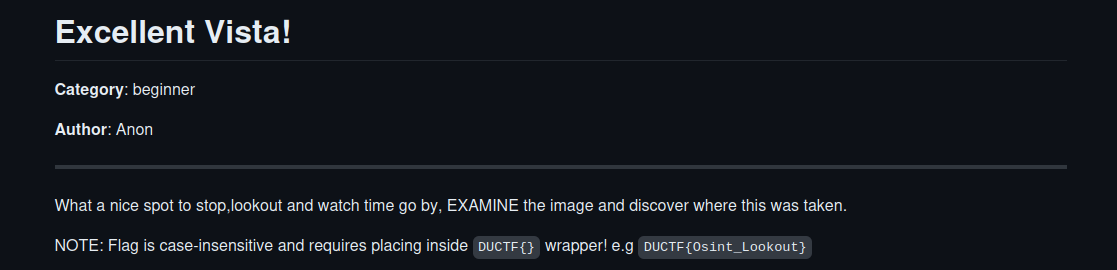 Excellent Vista!
Category: beginner
Author: Anon
What a nice spot to stop,lookout and watch time go by, EXAMINE the image and discover where this was taken.
NOTE: Flag is case-insensitive and requires placing inside DUCTF{} wrapper! e.g DUCTF{Osint_Lookout}